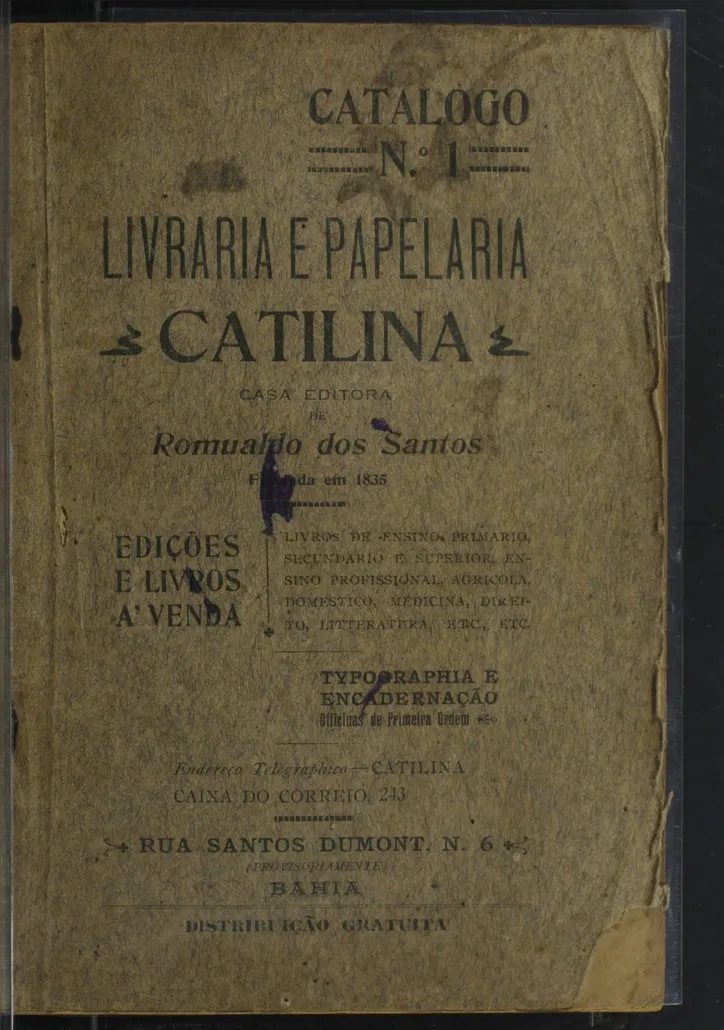 CATALOGO
N.º 1
LIVRARIA E PAPELARIA
CATILINA
CASA EDITORA
DE
Romualdo dos Santos
Fundada em 1835
EDIÇÕES
E LIVROS
A' VENDA
LIVROS DE ENSINO PRIMARIO,
SECUNDARIO E SUPERIOR, EN-
SINO PROFISSIONAL, AGRICOLA,
DOMESTICO, MEDICINA, DIREI-
TO, LITTERATURA, ETC., ETC.
TYPOGRAPHIA E
ENCADERNAÇÃO
Officinas de Primeira Ordem
Endereço Telegraphico—CATILINA
CAIXA DO CORREIO, 243
RUA SANTOS DUMONT, N. 6
(PROVISORIAMENTE)
BAHIA
DISTRIBUIÇÃO GRATUITA